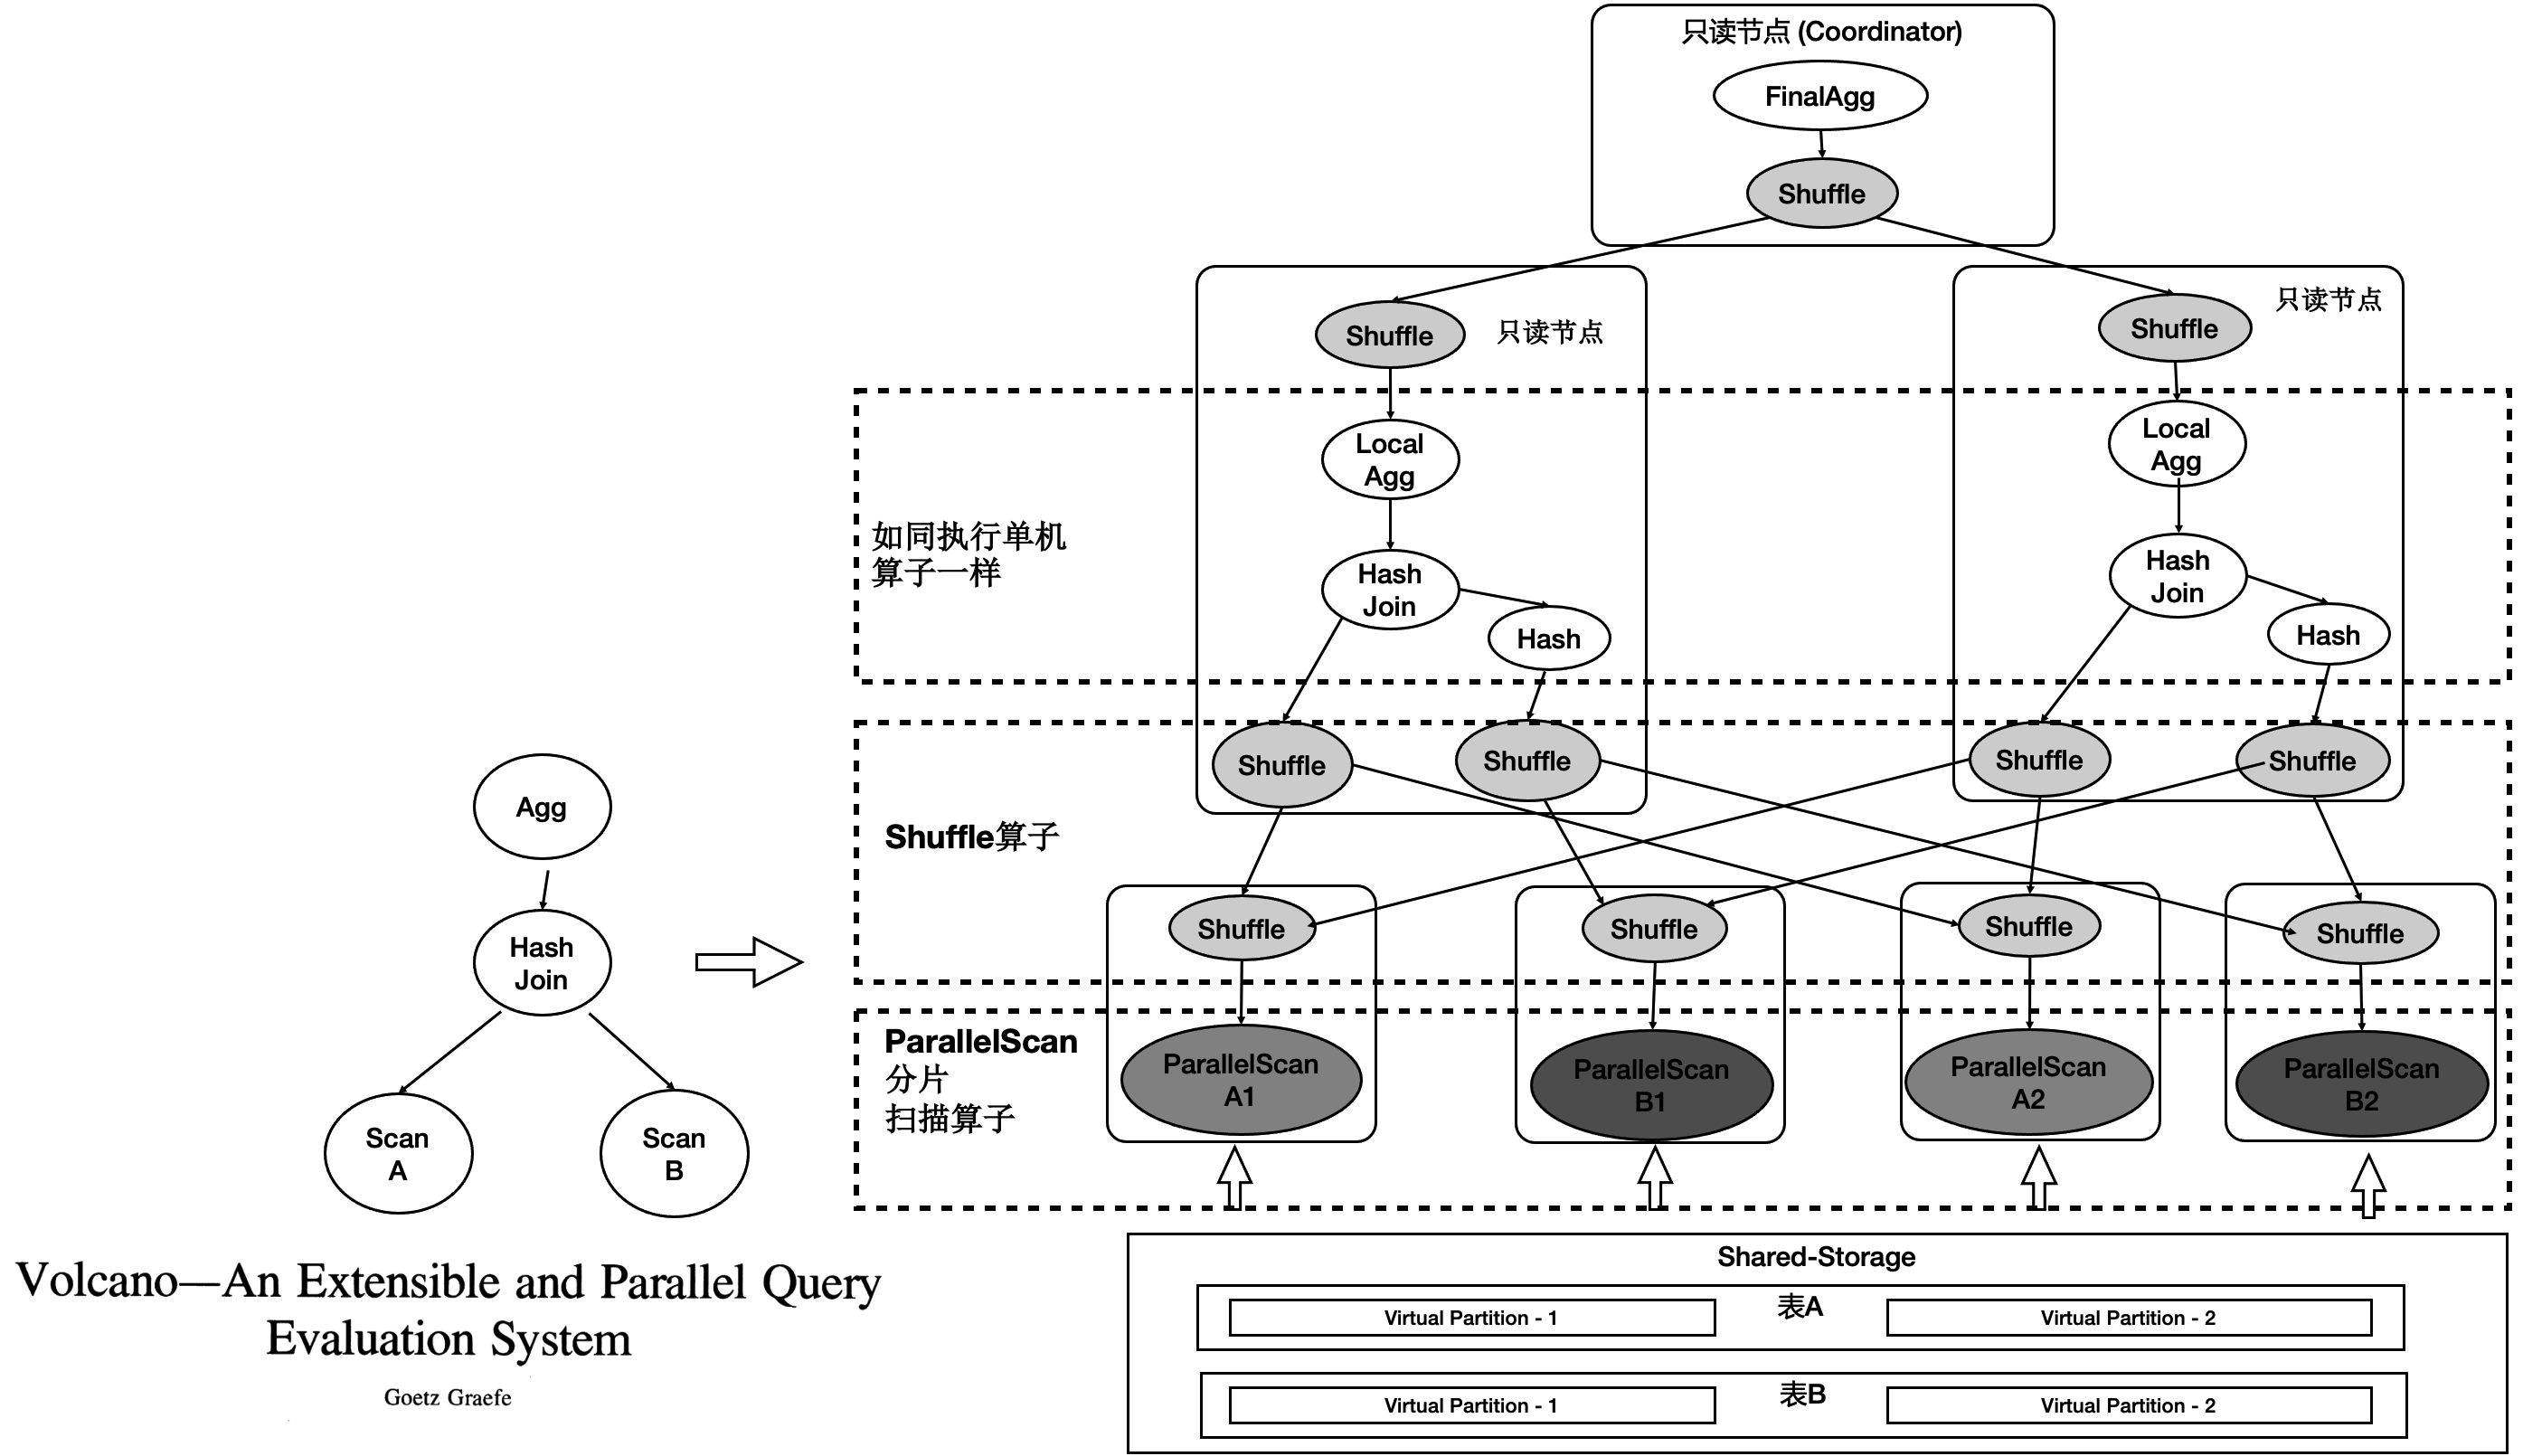 只读节点 (Coordinator)
FinalAgg
Shuffle
Shuffle
只读节点
Shuffle
只读节点
Local
Agg
Local
Agg
如同执行单机
算子一样
Hash
Join
Hash
Hash
Join
Hash
Shuffle
Shuffle
Shuffle
Shuffle
Shuffle算子
Shuffle
Shuffle
Shuffle
Shuffle
ParallelScan
分片
扫描算子
ParallelScan
A1
ParallelScan
B1
ParallelScan
A2
ParallelScan
B2
Agg
Hash
Join
Scan
A
Scan
B
Shared-Storage
表A
Virtual Partition - 1
Virtual Partition - 2
表B
Virtual Partition - 1
Virtual Partition - 2
Volcano—An Extensible and Parallel Query
Evaluation System
Goetz Graefe